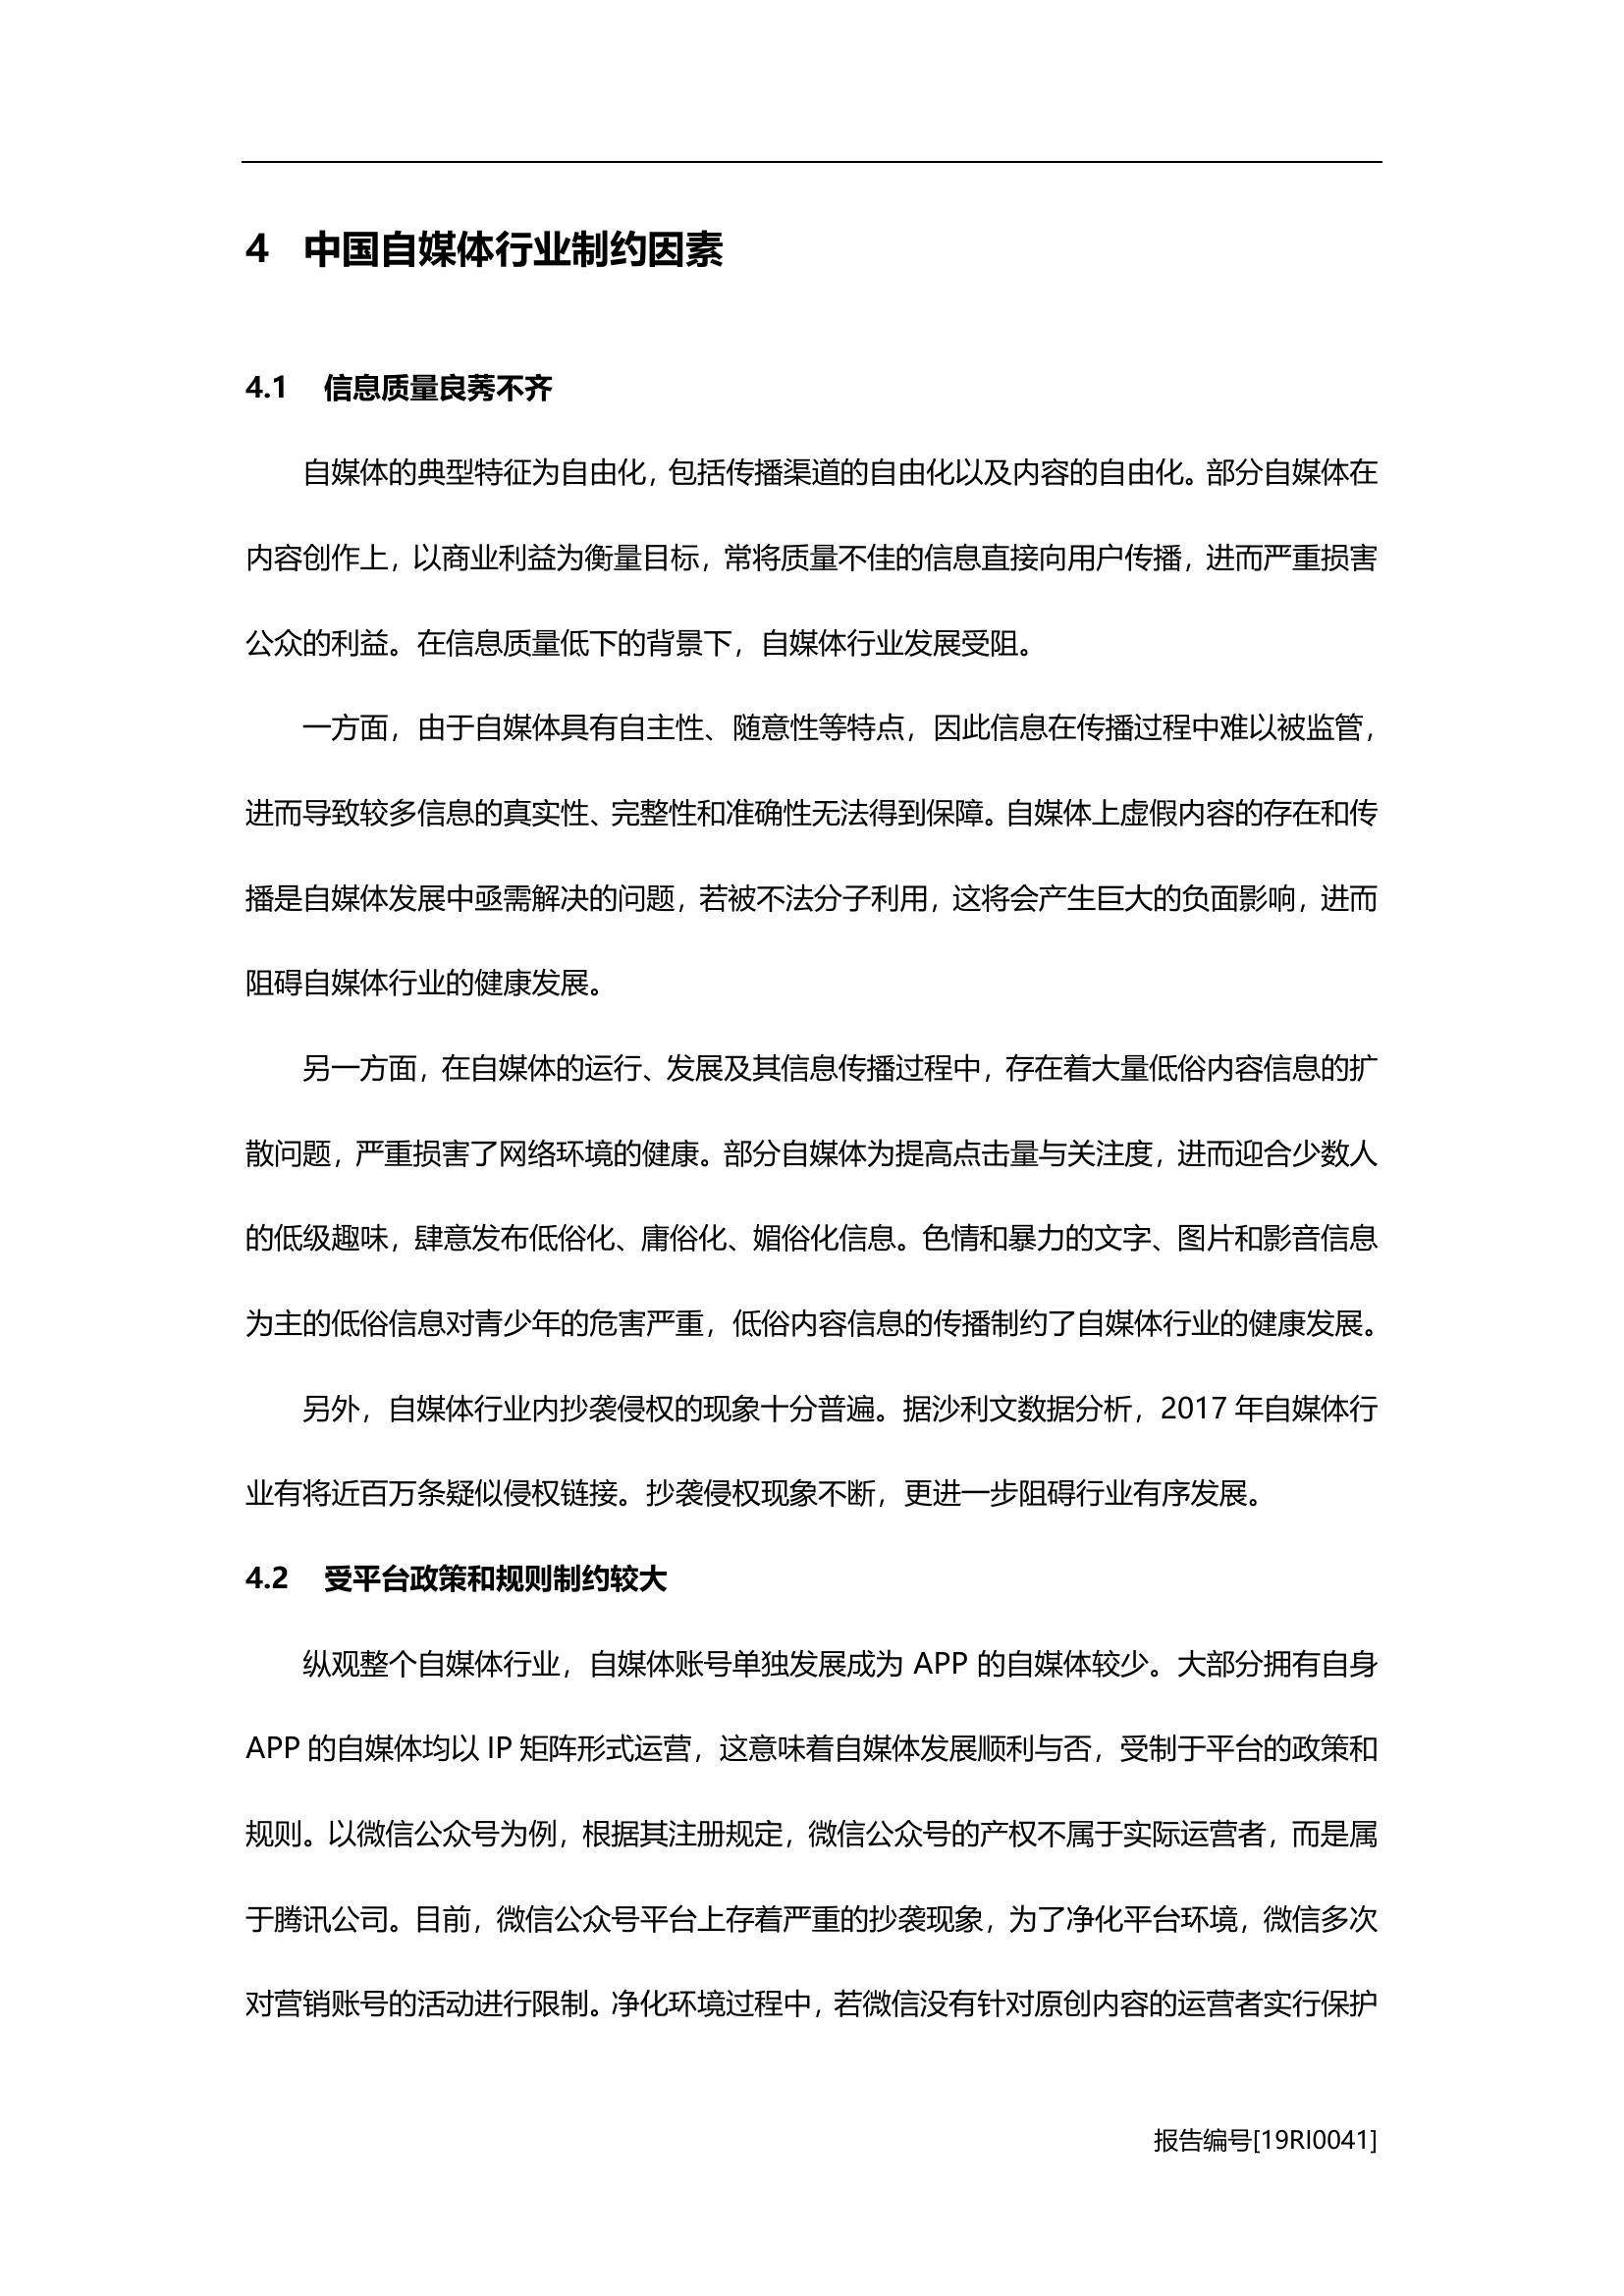 4 中国自媒体行业制约因素
4.1 信息质量良莠不齐
自媒体的典型特征为自由化，包括传播渠道的自由化以及内容的自由化。部分自媒体在
内容创作上，以商业利益为衡量目标，常将质量不佳的信息直接向用户传播，进而严重损害
公众的利益。在信息质量低下的背景下，自媒体行业发展受阻。
一方面，由于自媒体具有自主性、随意性等特点，因此信息在传播过程中难以被监管，
进而导致较多信息的真实性、完整性和准确性无法得到保障。自媒体上虚假内容的存在和传
播是自媒体发展中亟需解决的问题，若被不法分子利用，这将会产生巨大的负面影响，进而
阻碍自媒体行业的健康发展。
另一方面，在自媒体的运行、发展及其信息传播过程中，存在着大量低俗内容信息的扩
散问题，严重损害了网络环境的健康。部分自媒体为提高点击量与关注度，进而迎合少数人
的低级趣味，肆意发布低俗化、庸俗化、媚俗化信息。色情和暴力的文字、图片和影音信息
为主的低俗信息对青少年的危害严重，低俗内容信息的传播制约了自媒体行业的健康发展。
另外，自媒体行业内抄袭侵权的现象十分普遍。据沙利文数据分析，2017 年自媒体行
业有将近百万条疑似侵权链接。抄袭侵权现象不断，更进一步阻碍行业有序发展。
4.2 受平台政策和规则制约较大
纵观整个自媒体行业，自媒体账号单独发展成为 APP 的自媒体较少。大部分拥有自身
APP 的自媒体均以 IP 矩阵形式运营，这意味着自媒体发展顺利与否，受制于平台的政策和
规则。以微信公众号为例，根据其注册规定，微信公众号的产权不属于实际运营者，而是属
于腾讯公司。目前，微信公众号平台上存着严重的抄袭现象，为了净化平台环境，微信多次
对营销账号的活动进行限制。净化环境过程中，若微信没有针对原创内容的运营者实行保护
报告编号[19RI0041]